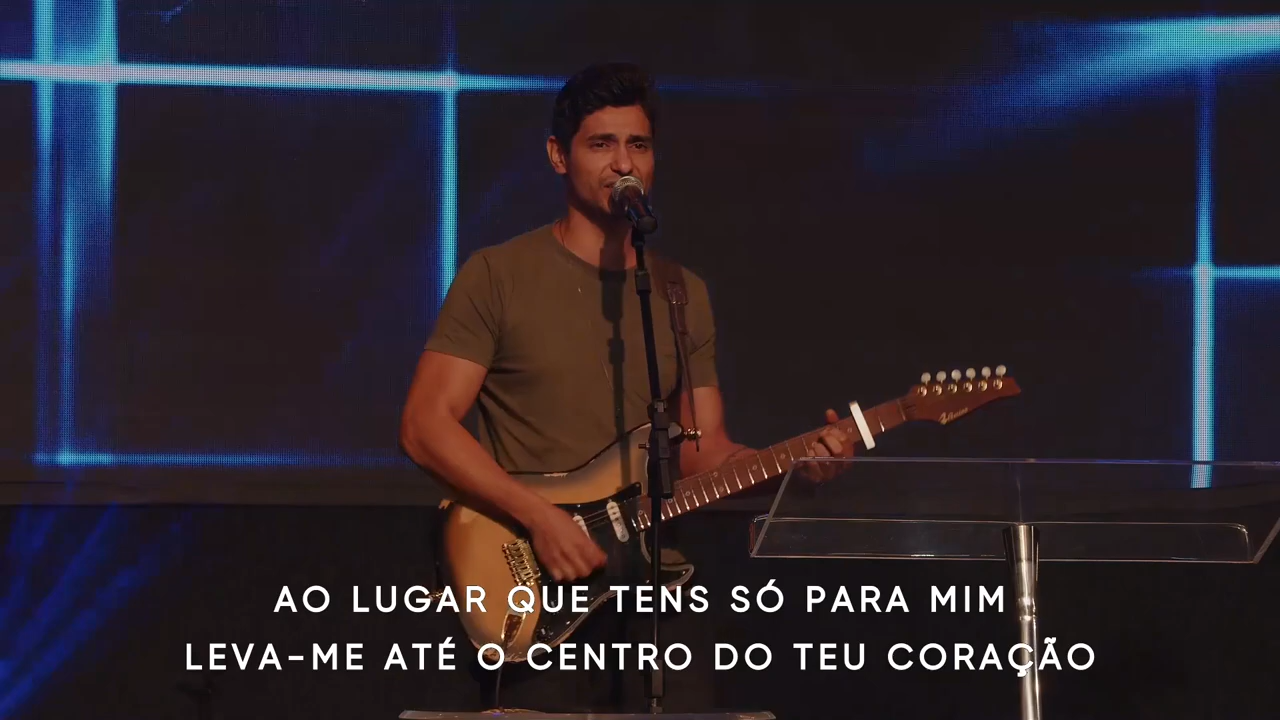 AO LUGAR QUE TENS SÓ PARA MIM
LEVA-ME ATÉ O CENTRO DO TEU CORAÇÃO